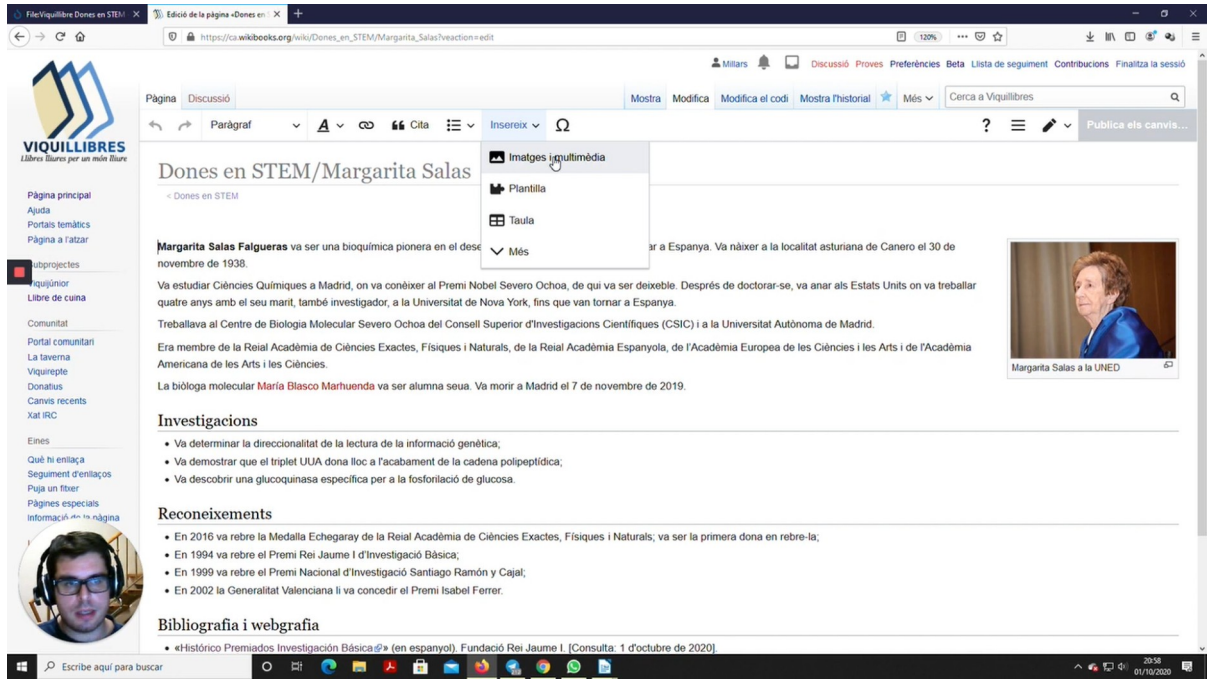 File:Viquillibre Dones en STEM
Edició de la pàgina «Dones en
https://ca.wikibooks.org/wiki/Dones_en_STEM/Margarita_Salas?veaction=edit
120%
Millars
Discussió Proves Preferències Beta Llista de seguiment Contribucions Finalitza la sessió
Pàgina Discussió
Mostra Modifica Modifica el codi Mostra l'historial Més
Cerca a Viquillibres
Paràgraf A Cita Insereix Ω
? Publica els canvis...
VIQUILLIBRES
Llibres lliures per un món lliure
Imatges i multimèdia
Plantilla
Taula
Més
Dones en STEM/Margarita Salas
< Dones en STEM
Pàgina principal
Ajuda
Portals temàtics
Pàgina a l'atzar
Subprojectes
Viquijúnior
Llibre de cuina
Comunitat
Portal comunitari
La taverna
Viquirepte
Donatius
Canvis recents
Xat IRC
Eines
Què hi enllaça
Seguiment d'enllaços
Puja un fitxer
Pàgines especials
Informació de la pàgina
Margarita Salas Falgueras va ser una bioquímica pionera en el dese
ar a Espanya. Va nàixer a la localitat asturiana de Canero el 30 de
novembre de 1938.
Va estudiar Ciències Químiques a Madrid, on va conèixer al Premi Nobel Severo Ochoa, de qui va ser deixeble. Després de doctorar-se, va anar als Estats Units on va treballar
quatre anys amb el seu marit, també investigador, a la Universitat de Nova York, fins que van tornar a Espanya.
Treballava al Centre de Biologia Molecular Severo Ochoa del Consell Superior d'Investigacions Científiques (CSIC) i a la Universitat Autònoma de Madrid.
Era membre de la Reial Acadèmia de Ciències Exactes, Físiques i Naturals, de la Reial Acadèmia Espanyola, de l'Acadèmia Europea de les Ciències i les Arts i de l'Acadèmia
Americana de les Arts i les Ciències.
La biòloga molecular María Blasco Marhuenda va ser alumna seua. Va morir a Madrid el 7 de novembre de 2019.
Margarita Salas a la UNED
Investigacions
• Va determinar la direccionalitat de la lectura de la informació genètica;
• Va demostrar que el triplet UUA dona lloc a l'acabament de la cadena polipeptídica;
• Va descobrir una glucoquinasa específica per a la fosforilació de glucosa.
Reconeixements
• En 2016 va rebre la Medalla Echegaray de la Reial Acadèmia de Ciències Exactes, Físiques i Naturals; va ser la primera dona en rebre-la;
• En 1994 va rebre el Premi Rei Jaume I d'Investigació Bàsica;
• En 1999 va rebre el Premi Nacional d'Investigació Santiago Ramón y Cajal;
• En 2002 la Generalitat Valenciana li va concedir el Premi Isabel Ferrer.
Bibliografia i webgrafia
• «Histórico Premiados Investigación Básica» (en espanyol). Fundació Rei Jaume I. [Consulta: 1 d'octubre de 2020].
Escribe aquí para buscar
20:58
01/10/2020